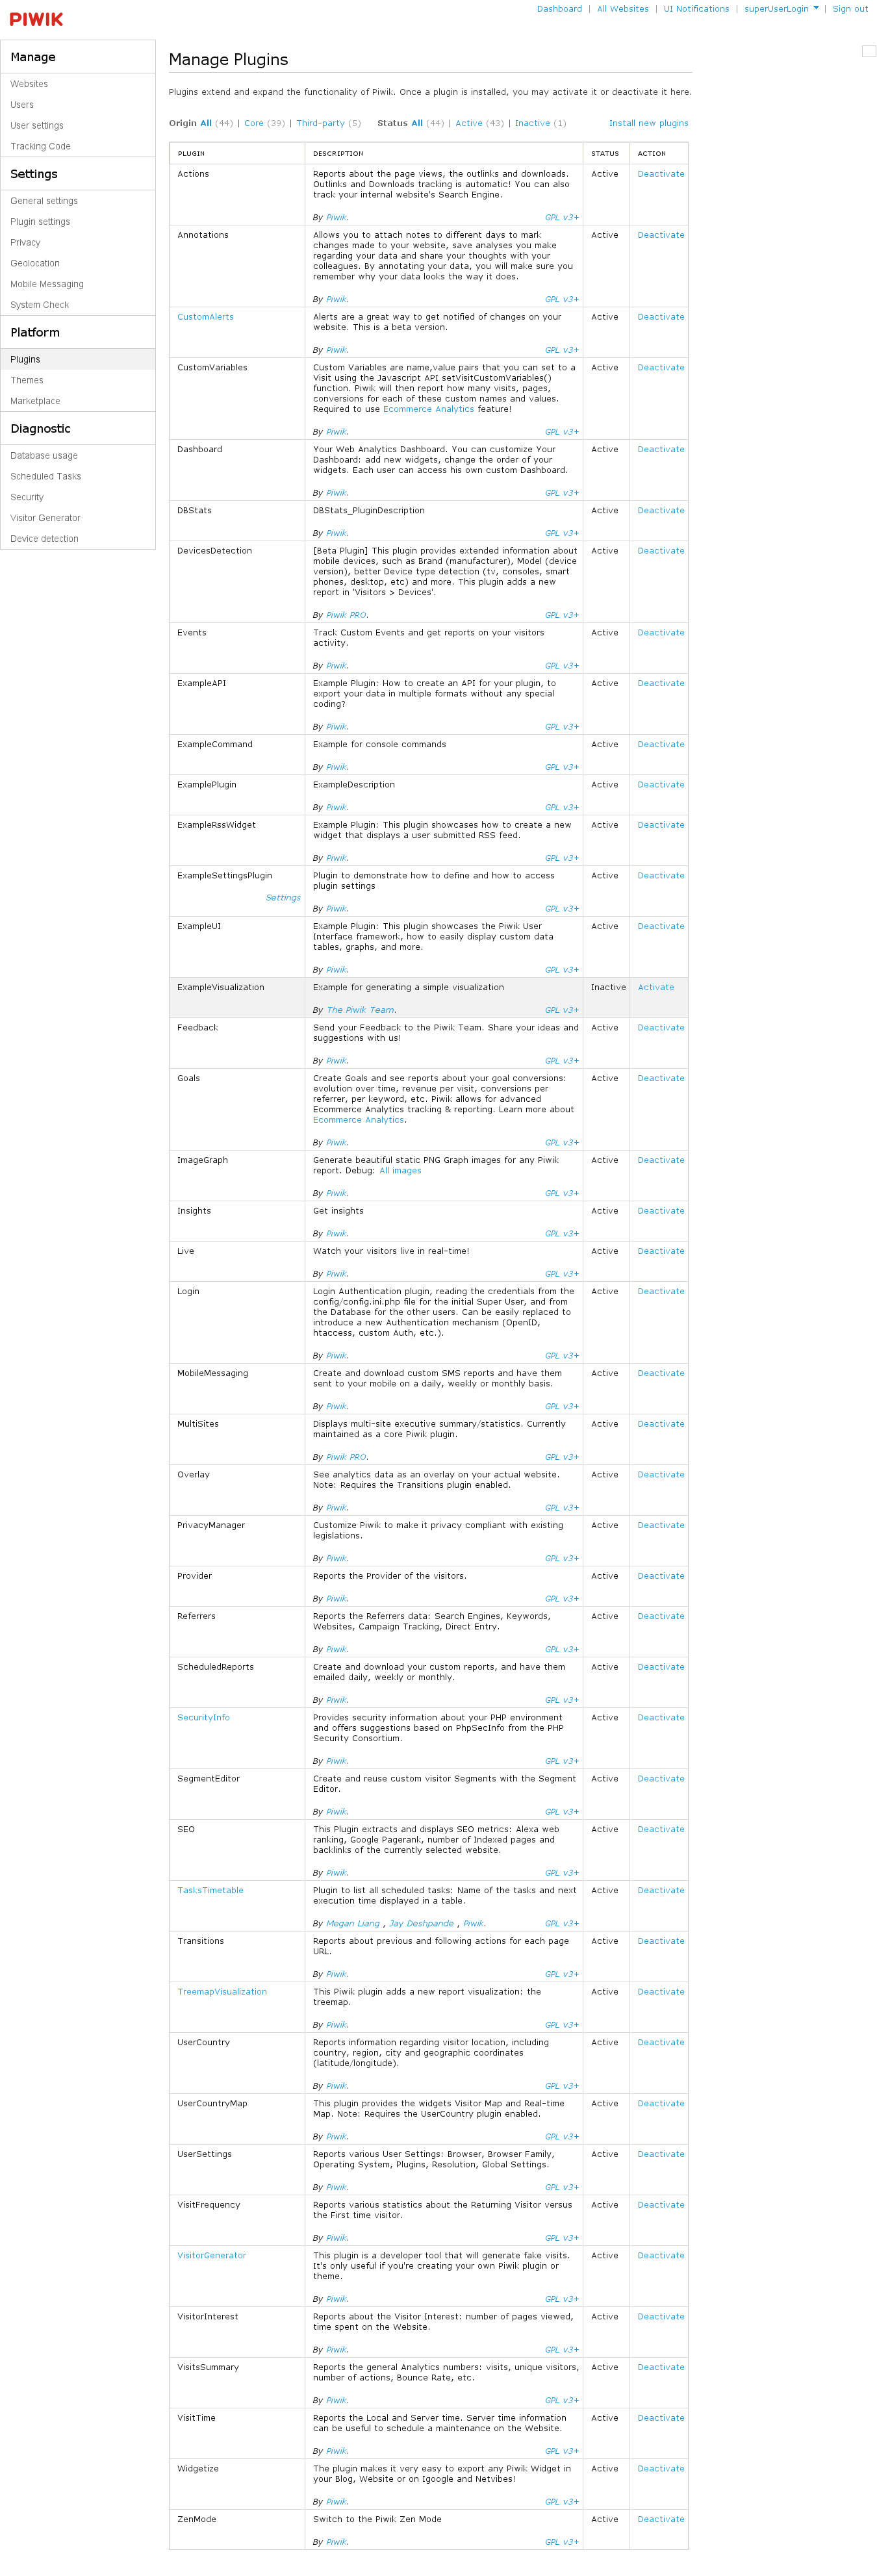 PIWIK
Dashboard | All Websites | UI Notifications | superUserLogin | Sign out
Manage
Websites
Users
User settings
Tracking Code
Settings
General settings
Plugin settings
Privacy
Geolocation
Mobile Messaging
System Check
Platform
Plugins
Themes
Marketplace
Diagnostic
Database usage
Scheduled Tasks
Security
Visitor Generator
Device detection
Manage Plugins
Plugins extend and expand the functionality of Piwik. Once a plugin is installed, you may activate it or deactivate it here.
Origin All (44) | Core (39) | Third-party (5) Status All (44) | Active (43) | Inactive (1) Install new plugins
PLUGIN DESCRIPTION STATUS ACTION
Actions Reports about the page views, the outlinks and downloads. Active Deactivate
Outlinks and Downloads tracking is automatic! You can also
track your internal website's Search Engine.
By Piwik. GPL v3+
Annotations Allows you to attach notes to different days to mark Active Deactivate
changes made to your website, save analyses you make
regarding your data and share your thoughts with your
colleagues. By annotating your data, you will make sure you
remember why your data looks the way it does.
By Piwik. GPL v3+
CustomAlerts Alerts are a great way to get notified of changes on your Active Deactivate
website. This is a beta version.
By Piwik. GPL v3+
CustomVariables Custom Variables are name,value pairs that you can set to a Active Deactivate
Visit using the Javascript API setVisitCustomVariables()
function. Piwik will then report how many visits, pages,
conversions for each of these custom names and values.
Required to use Ecommerce Analytics feature!
By Piwik. GPL v3+
Dashboard Your Web Analytics Dashboard. You can customize Your Active Deactivate
Dashboard: add new widgets, change the order of your
widgets. Each user can access his own custom Dashboard.
By Piwik. GPL v3+
DBStats DBStats_PluginDescription Active Deactivate
By Piwik. GPL v3+
DevicesDetection [Beta Plugin] This plugin provides extended information about Active Deactivate
mobile devices, such as Brand (manufacturer), Model (device
version), better Device type detection (tv, consoles, smart
phones, desktop, etc) and more. This plugin adds a new
report in 'Visitors > Devices'.
By Piwik PRO. GPL v3+
Events Track Custom Events and get reports on your visitors Active Deactivate
activity.
By Piwik. GPL v3+
ExampleAPI Example Plugin: How to create an API for your plugin, to Active Deactivate
export your data in multiple formats without any special
coding?
By Piwik. GPL v3+
ExampleCommand Example for console commands Active Deactivate
By Piwik. GPL v3+
ExamplePlugin ExampleDescription Active Deactivate
By Piwik. GPL v3+
ExampleRssWidget Example Plugin: This plugin showcases how to create a new Active Deactivate
widget that displays a user submitted RSS feed.
By Piwik. GPL v3+
ExampleSettingsPlugin Plugin to demonstrate how to define and how to access Active Deactivate
plugin settings
Settings
By Piwik. GPL v3+
ExampleUI Example Plugin: This plugin showcases the Piwik User Active Deactivate
Interface framework, how to easily display custom data
tables, graphs, and more.
By Piwik. GPL v3+
ExampleVisualization Example for generating a simple visualization Inactive Activate
By The Piwik Team. GPL v3+
Feedback Send your Feedback to the Piwik Team. Share your ideas and Active Deactivate
suggestions with us!
By Piwik. GPL v3+
Goals Create Goals and see reports about your goal conversions: Active Deactivate
evolution over time, revenue per visit, conversions per
referrer, per keyword, etc. Piwik allows for advanced
Ecommerce Analytics tracking & reporting. Learn more about
Ecommerce Analytics.
By Piwik. GPL v3+
ImageGraph Generate beautiful static PNG Graph images for any Piwik Active Deactivate
report. Debug: All images
By Piwik. GPL v3+
Insights Get insights Active Deactivate
By Piwik. GPL v3+
Live Watch your visitors live in real-time! Active Deactivate
By Piwik. GPL v3+
Login Login Authentication plugin, reading the credentials from the Active Deactivate
config/config.ini.php file for the initial Super User, and from
the Database for the other users. Can be easily replaced to
introduce a new Authentication mechanism (OpenID,
htaccess, custom Auth, etc.).
By Piwik. GPL v3+
MobileMessaging Create and download custom SMS reports and have them Active Deactivate
sent to your mobile on a daily, weekly or monthly basis.
By Piwik. GPL v3+
MultiSites Displays multi-site executive summary/statistics. Currently Active Deactivate
maintained as a core Piwik plugin.
By Piwik PRO. GPL v3+
Overlay See analytics data as an overlay on your actual website. Active Deactivate
Note: Requires the Transitions plugin enabled.
By Piwik. GPL v3+
PrivacyManager Customize Piwik to make it privacy compliant with existing Active Deactivate
legislations.
By Piwik. GPL v3+
Provider Reports the Provider of the visitors. Active Deactivate
By Piwik. GPL v3+
Referrers Reports the Referrers data: Search Engines, Keywords, Active Deactivate
Websites, Campaign Tracking, Direct Entry.
By Piwik. GPL v3+
ScheduledReports Create and download your custom reports, and have them Active Deactivate
emailed daily, weekly or monthly.
By Piwik. GPL v3+
SecurityInfo Provides security information about your PHP environment Active Deactivate
and offers suggestions based on PhpSecInfo from the PHP
Security Consortium.
By Piwik. GPL v3+
SegmentEditor Create and reuse custom visitor Segments with the Segment Active Deactivate
Editor.
By Piwik. GPL v3+
SEO This Plugin extracts and displays SEO metrics: Alexa web Active Deactivate
ranking, Google Pagerank, number of Indexed pages and
backlinks of the currently selected website.
By Piwik. GPL v3+
TasksTimetable Plugin to list all scheduled tasks: Name of the tasks and next Active Deactivate
execution time displayed in a table.
By Megan Liang , Jay Deshpande , Piwik. GPL v3+
Transitions Reports about previous and following actions for each page Active Deactivate
URL.
By Piwik. GPL v3+
TreemapVisualization This Piwik plugin adds a new report visualization: the Active Deactivate
treemap.
By Piwik. GPL v3+
UserCountry Reports information regarding visitor location, including Active Deactivate
country, region, city and geographic coordinates
(latitude/longitude).
By Piwik. GPL v3+
UserCountryMap This plugin provides the widgets Visitor Map and Real-time Active Deactivate
Map. Note: Requires the UserCountry plugin enabled.
By Piwik. GPL v3+
UserSettings Reports various User Settings: Browser, Browser Family, Active Deactivate
Operating System, Plugins, Resolution, Global Settings.
By Piwik. GPL v3+
VisitFrequency Reports various statistics about the Returning Visitor versus Active Deactivate
the First time visitor.
By Piwik. GPL v3+
VisitorGenerator This plugin is a developer tool that will generate fake visits. Active Deactivate
It's only useful if you're creating your own Piwik plugin or
theme.
By Piwik. GPL v3+
VisitorInterest Reports about the Visitor Interest: number of pages viewed, Active Deactivate
time spent on the Website.
By Piwik. GPL v3+
VisitsSummary Reports the general Analytics numbers: visits, unique visitors, Active Deactivate
number of actions, Bounce Rate, etc.
By Piwik. GPL v3+
VisitTime Reports the Local and Server time. Server time information Active Deactivate
can be useful to schedule a maintenance on the Website.
By Piwik. GPL v3+
Widgetize The plugin makes it very easy to export any Piwik Widget in Active Deactivate
your Blog, Website or on Igoogle and Netvibes!
By Piwik. GPL v3+
ZenMode Switch to the Piwik Zen Mode Active Deactivate
By Piwik. GPL v3+